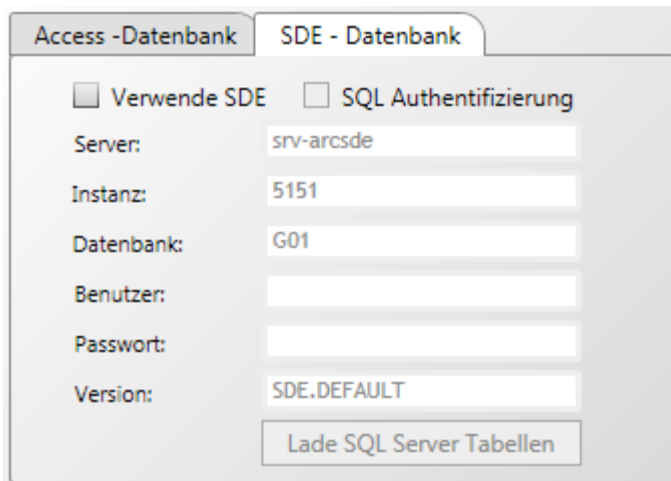 Access -Datenbank SDE - Datenbank
Verwende SDE SQL Authentifizierung
Server: srv-arcsde
Instanz: 5151
Datenbank: G01
Benutzer:
Passwort:
Version: SDE.DEFAULT
Lade SQL Server Tabellen